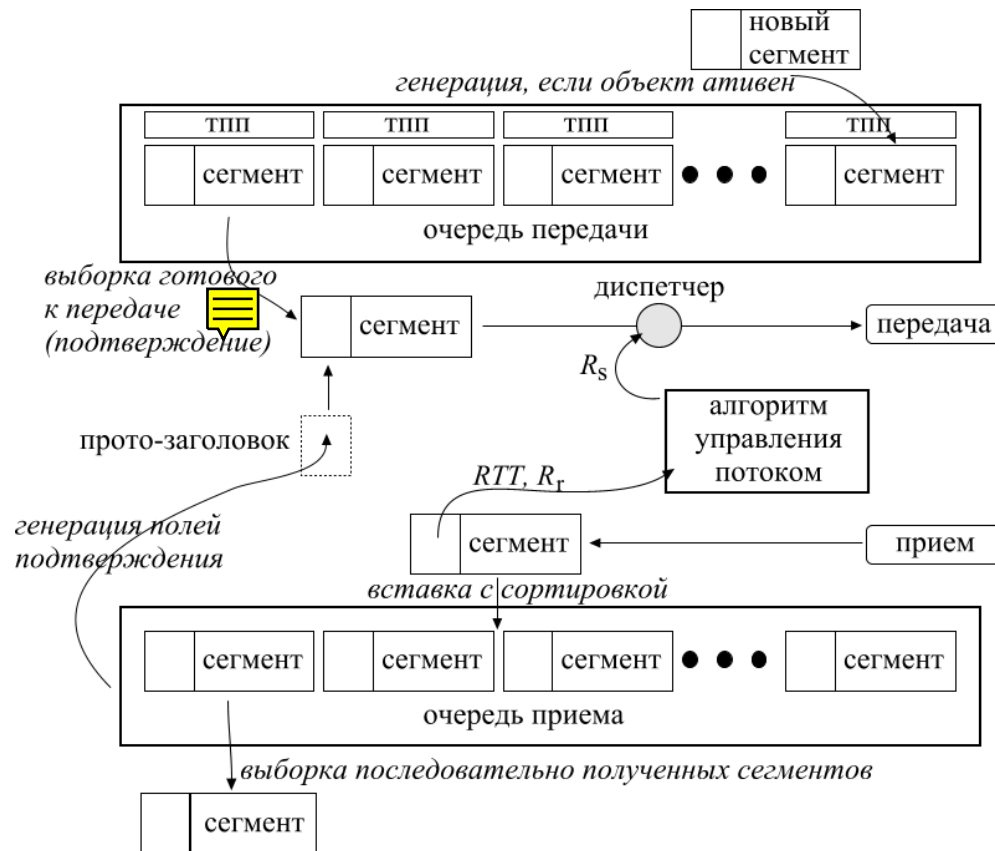 новый
сегмент
генерация, если объект ативен
тпп тпп тпп тпп
сегмент сегмент сегмент сегмент
очередь передачи
выборка готового
к передаче
(подтверждение)
сегмент
диспетчер
передача
R_s
алгоритм
управления
потоком
прото-заголовок
RTT, R_r
генерация полей
подтверждения
сегмент
прием
вставка с сортировкой
сегмент сегмент сегмент сегмент
очередь приема
выборка последовательно полученных сегментов
сегмент